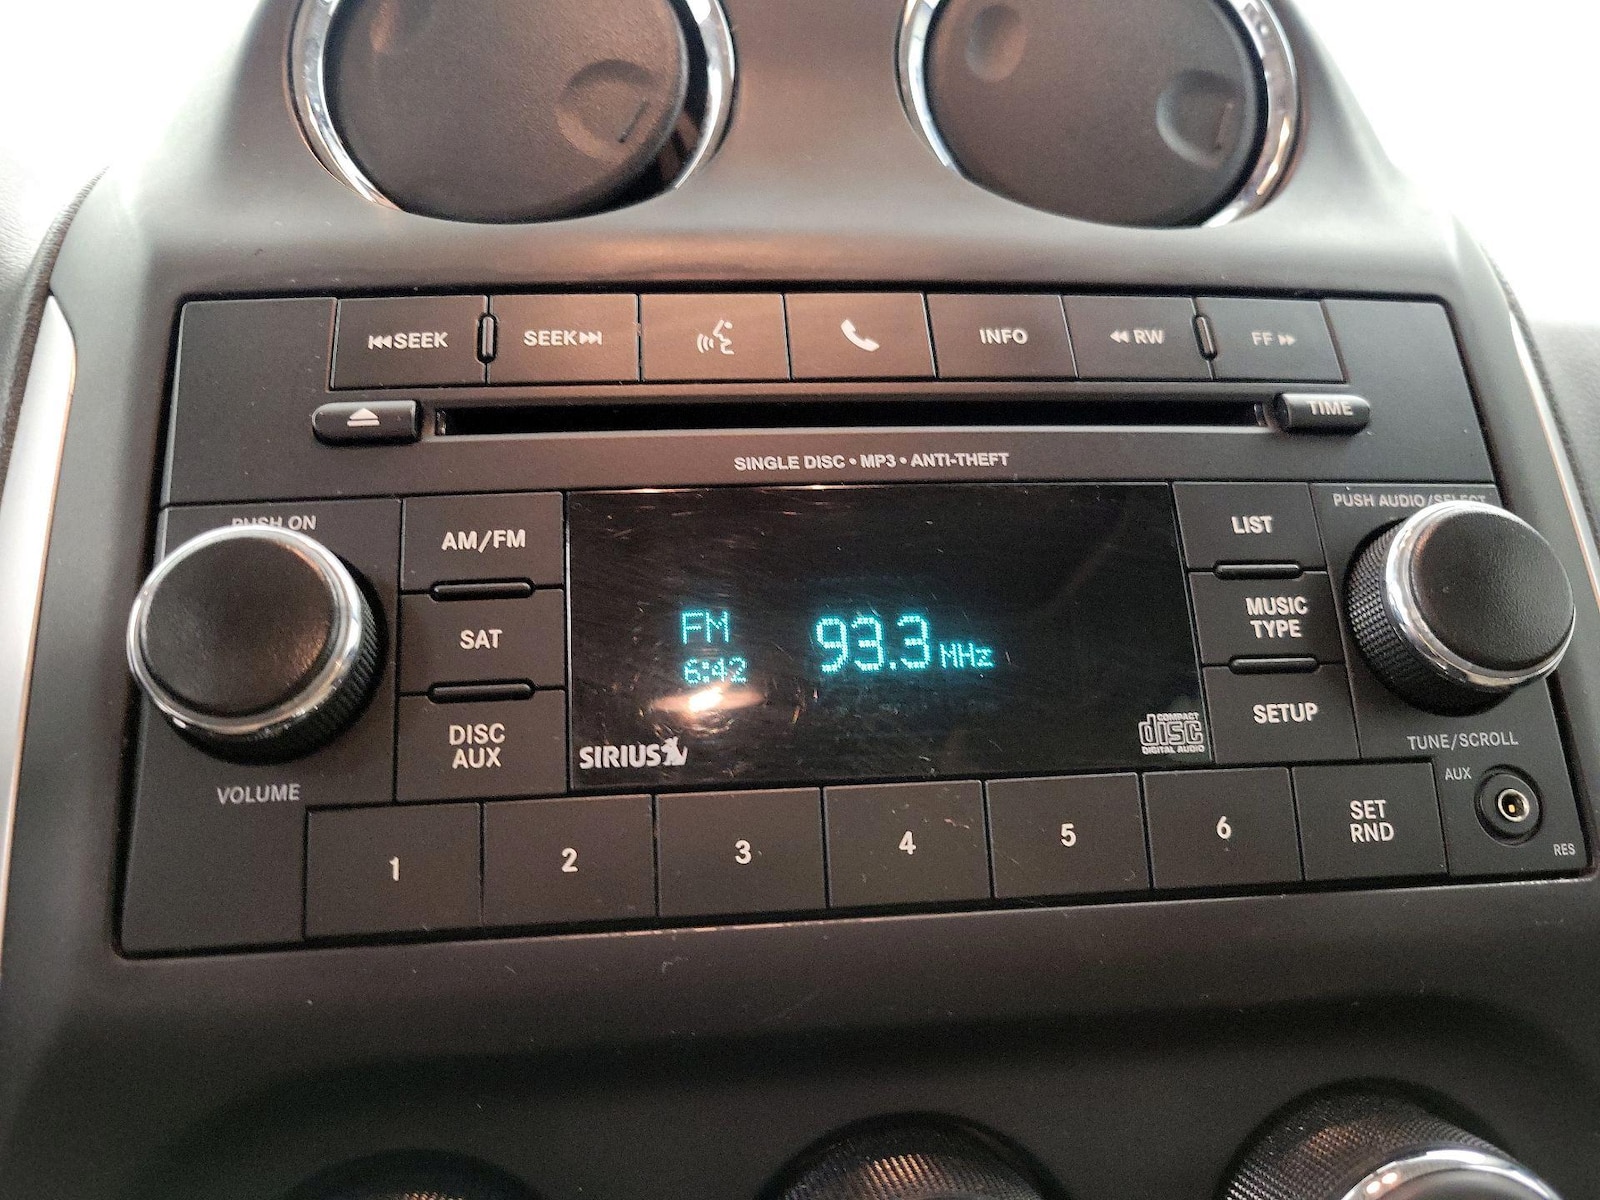 SEEK
SEEK
INFO
RW
FF
TIME
SINGLE DISC • MP3 • ANTI-THEFT
PUSH ON
AM/FM
SAT
DISC
AUX
VOLUME
FM
6:42
93.3 MHz
SIRIUS
COMPACT
disc
DIGITAL AUDIO
LIST
MUSIC
TYPE
SETUP
PUSH AUDIO/SELECT
TUNE/SCROLL
AUX
RES
1
2
3
4
5
6
SET
RND